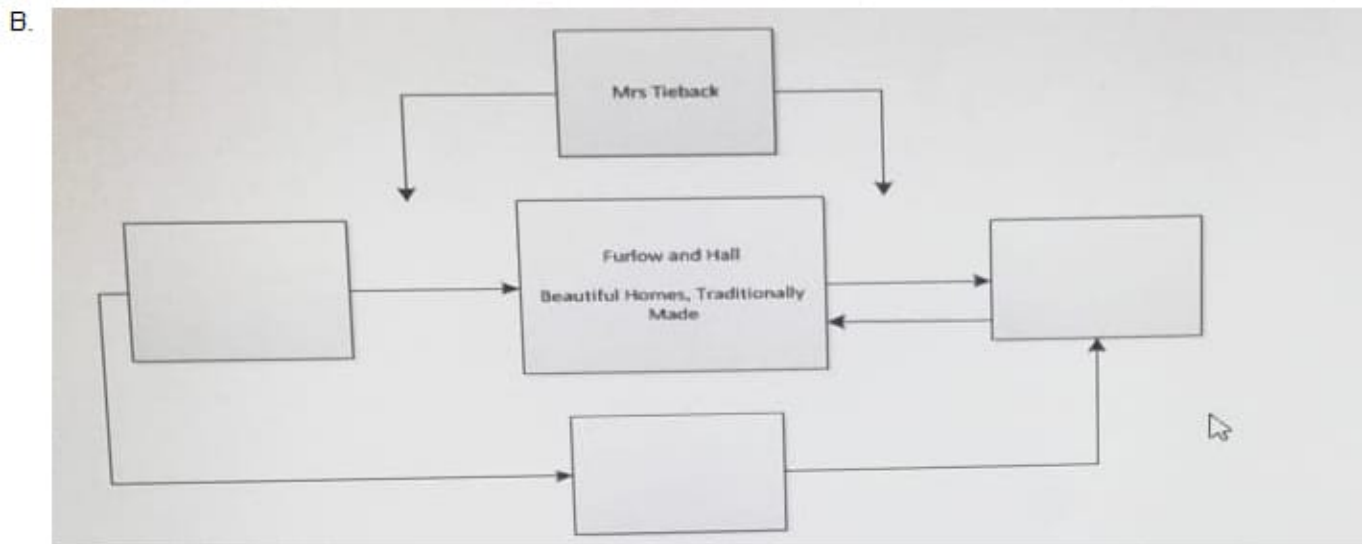 B.
Mrs Tieback
Furlow and Hall
Beautiful Homes, Traditionally
Made